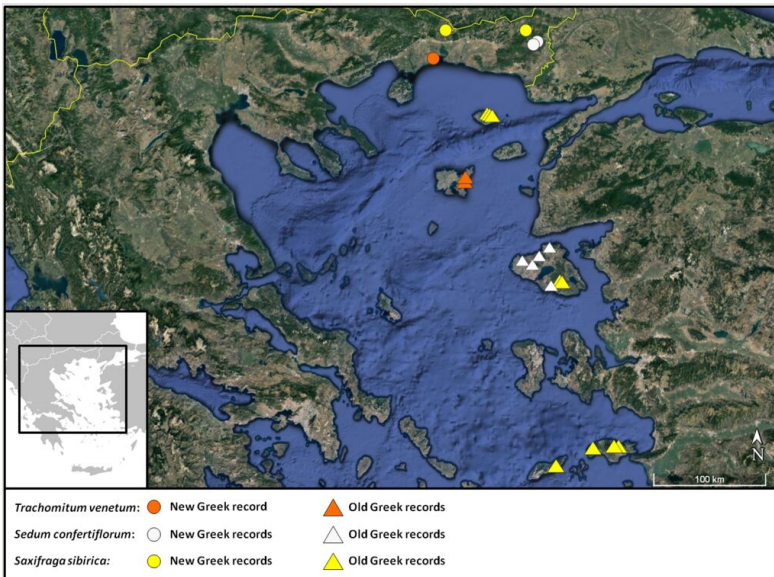 N
100 km
Trachomitum venetum: New Greek record Old Greek records
Sedum confertiflorum: New Greek records Old Greek records
Saxifraga sibirica: New Greek records Old Greek records